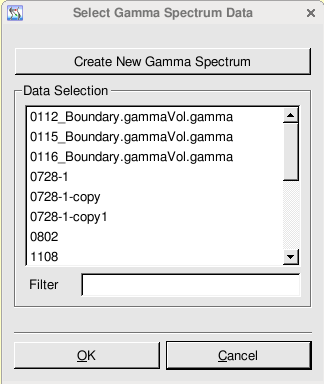 Select Gamma Spectrum Data
Create New Gamma Spectrum
Data Selection
0112_Boundary.gammaVol.gamma
0115_Boundary.gammaVol.gamma
0116_Boundary.gammaVol.gamma
0728-1
0728-1-copy
0728-1-copy1
0802
1108
Filter
OK
Cancel